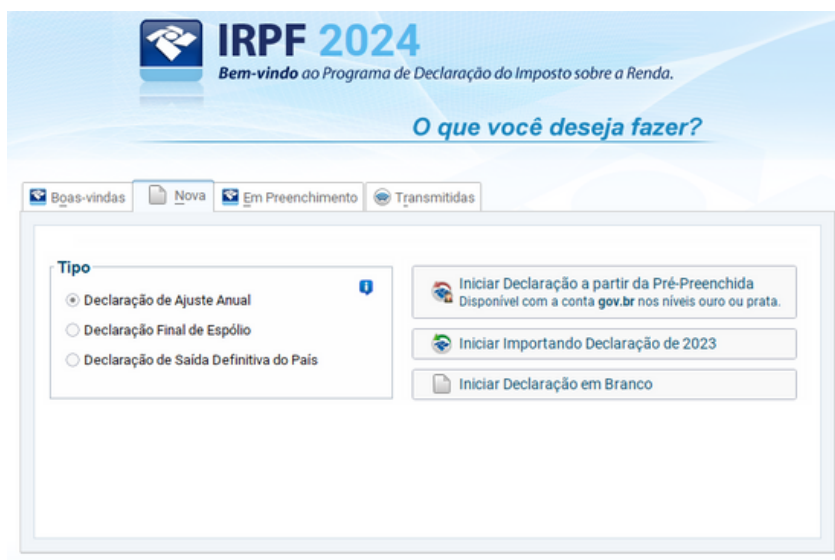 IRPF 2024
Bem-vindo ao Programa de Declaração do Imposto sobre a Renda.
O que você deseja fazer?
Boas-vindas
Nova
Em Preenchimento
Transmitidas
Tipo
Declaração de Ajuste Anual
Declaração Final de Espólio
Declaração de Saída Definitiva do País
Iniciar Declaração a partir da Pré-Preenchida
Disponível com a conta gov.br nos níveis ouro ou prata.
Iniciar Importando Declaração de 2023
Iniciar Declaração em Branco